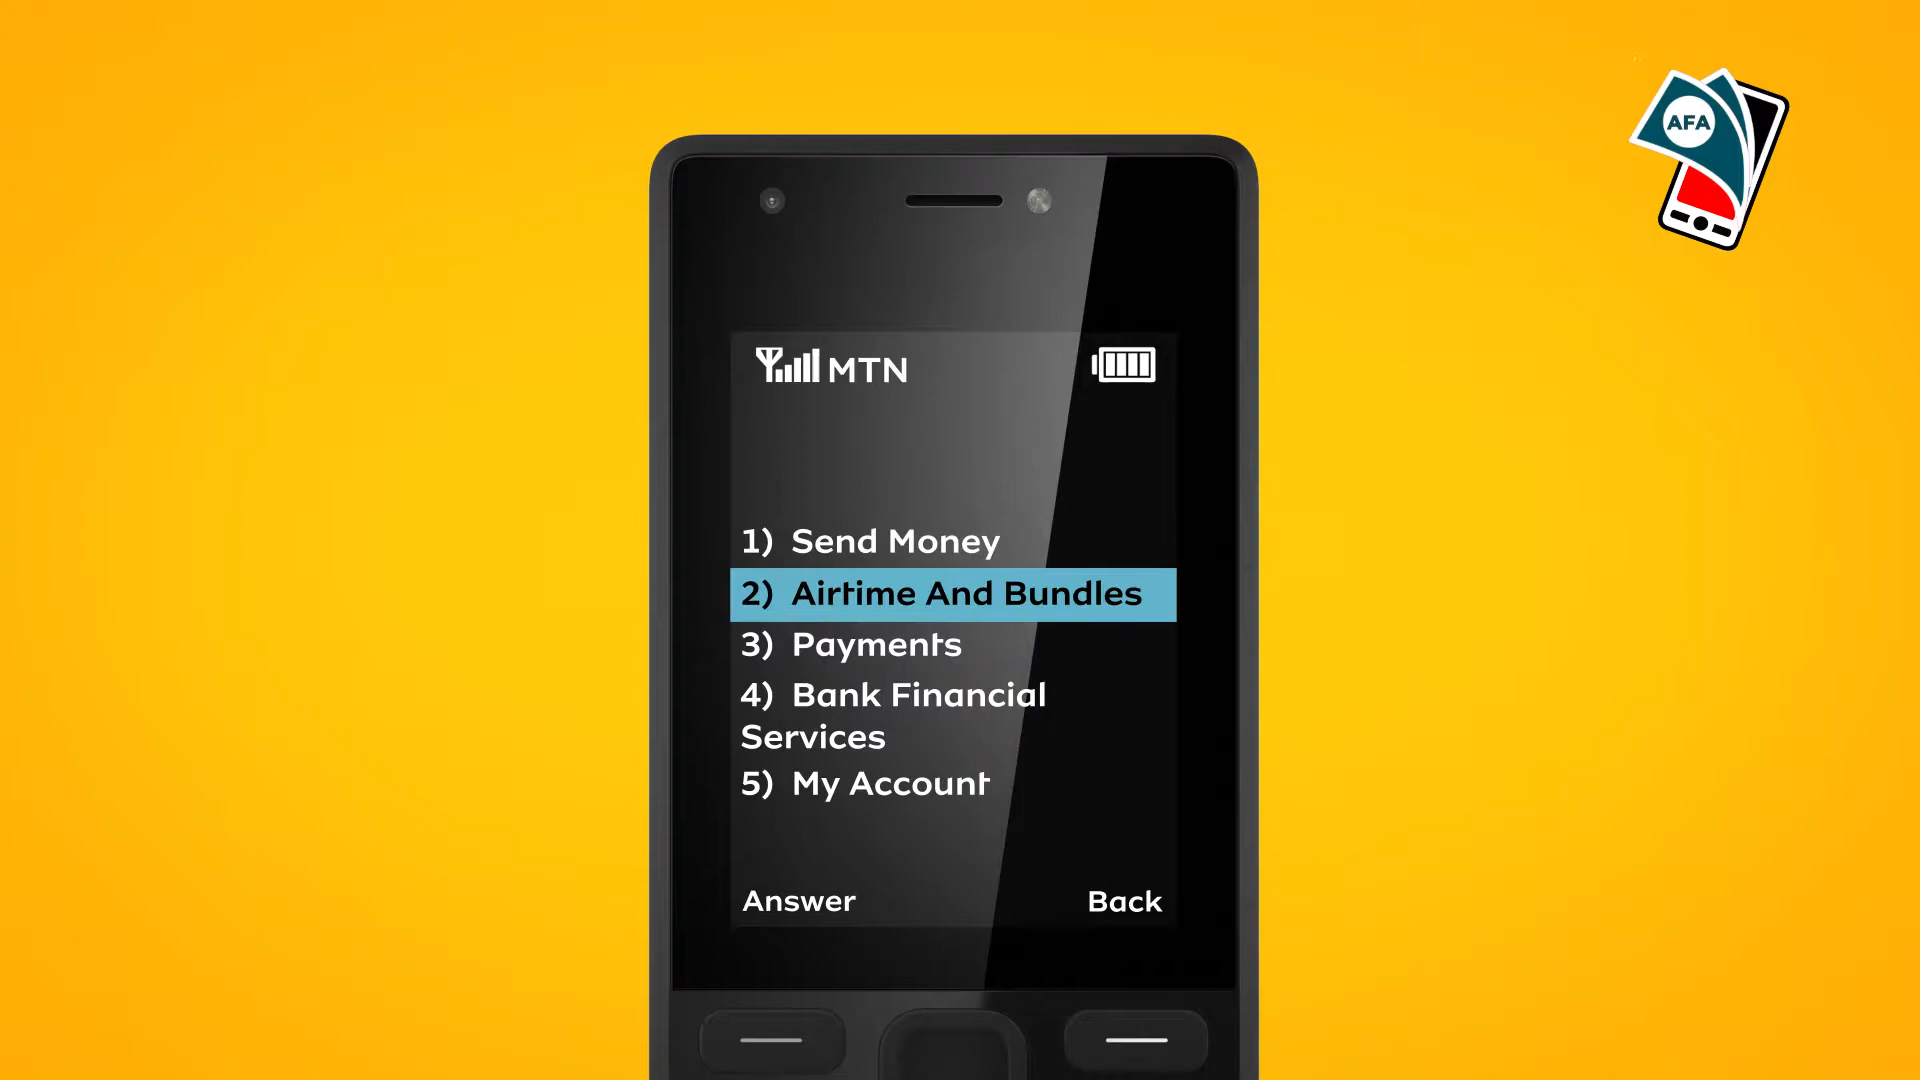 AFA
MTN
1) Send Money
2) Airtime And Bundles
3) Payments
4) Bank Financial
Services
5) My Account
Answer
Back